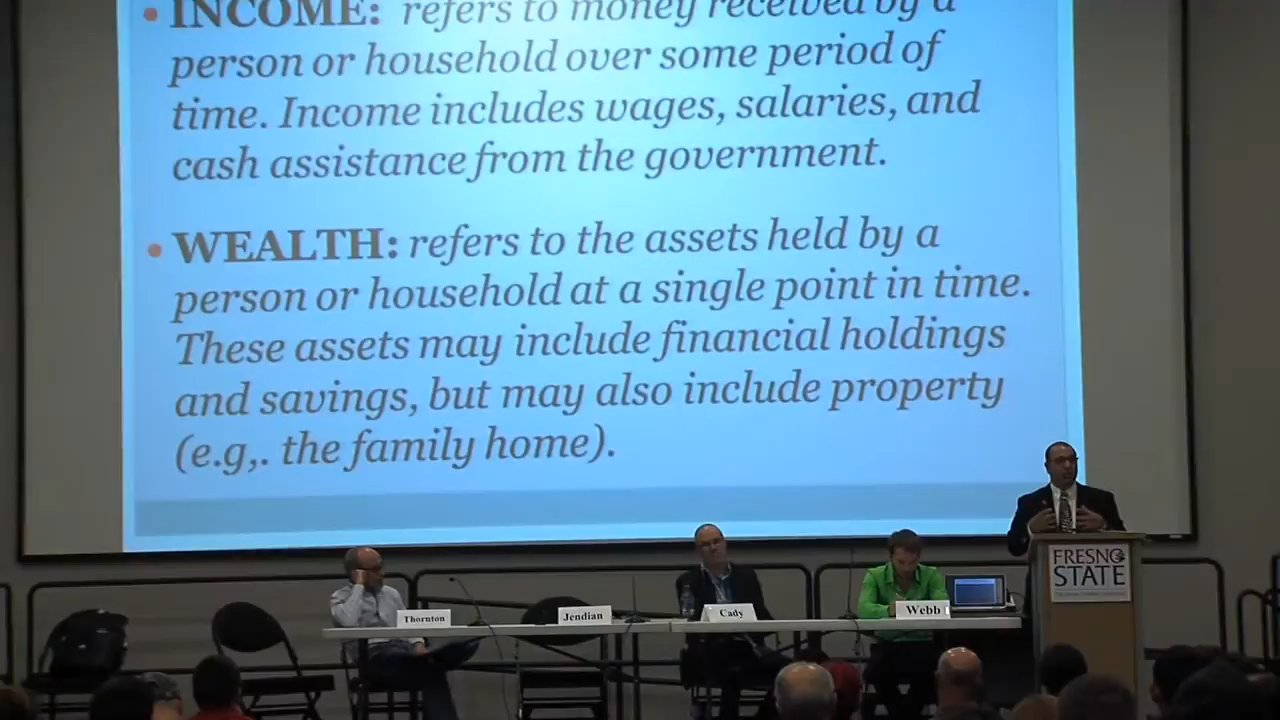 • INCOME: refers to money received by a
person or household over some period of
time. Income includes wages, salaries, and
cash assistance from the government.
• WEALTH: refers to the assets held by a
person or household at a single point in time.
These assets may include financial holdings
and savings, but may also include property
(e.g,. the family home).
Thornton
Jendian
Cady
Webb
FRESNO
STATE